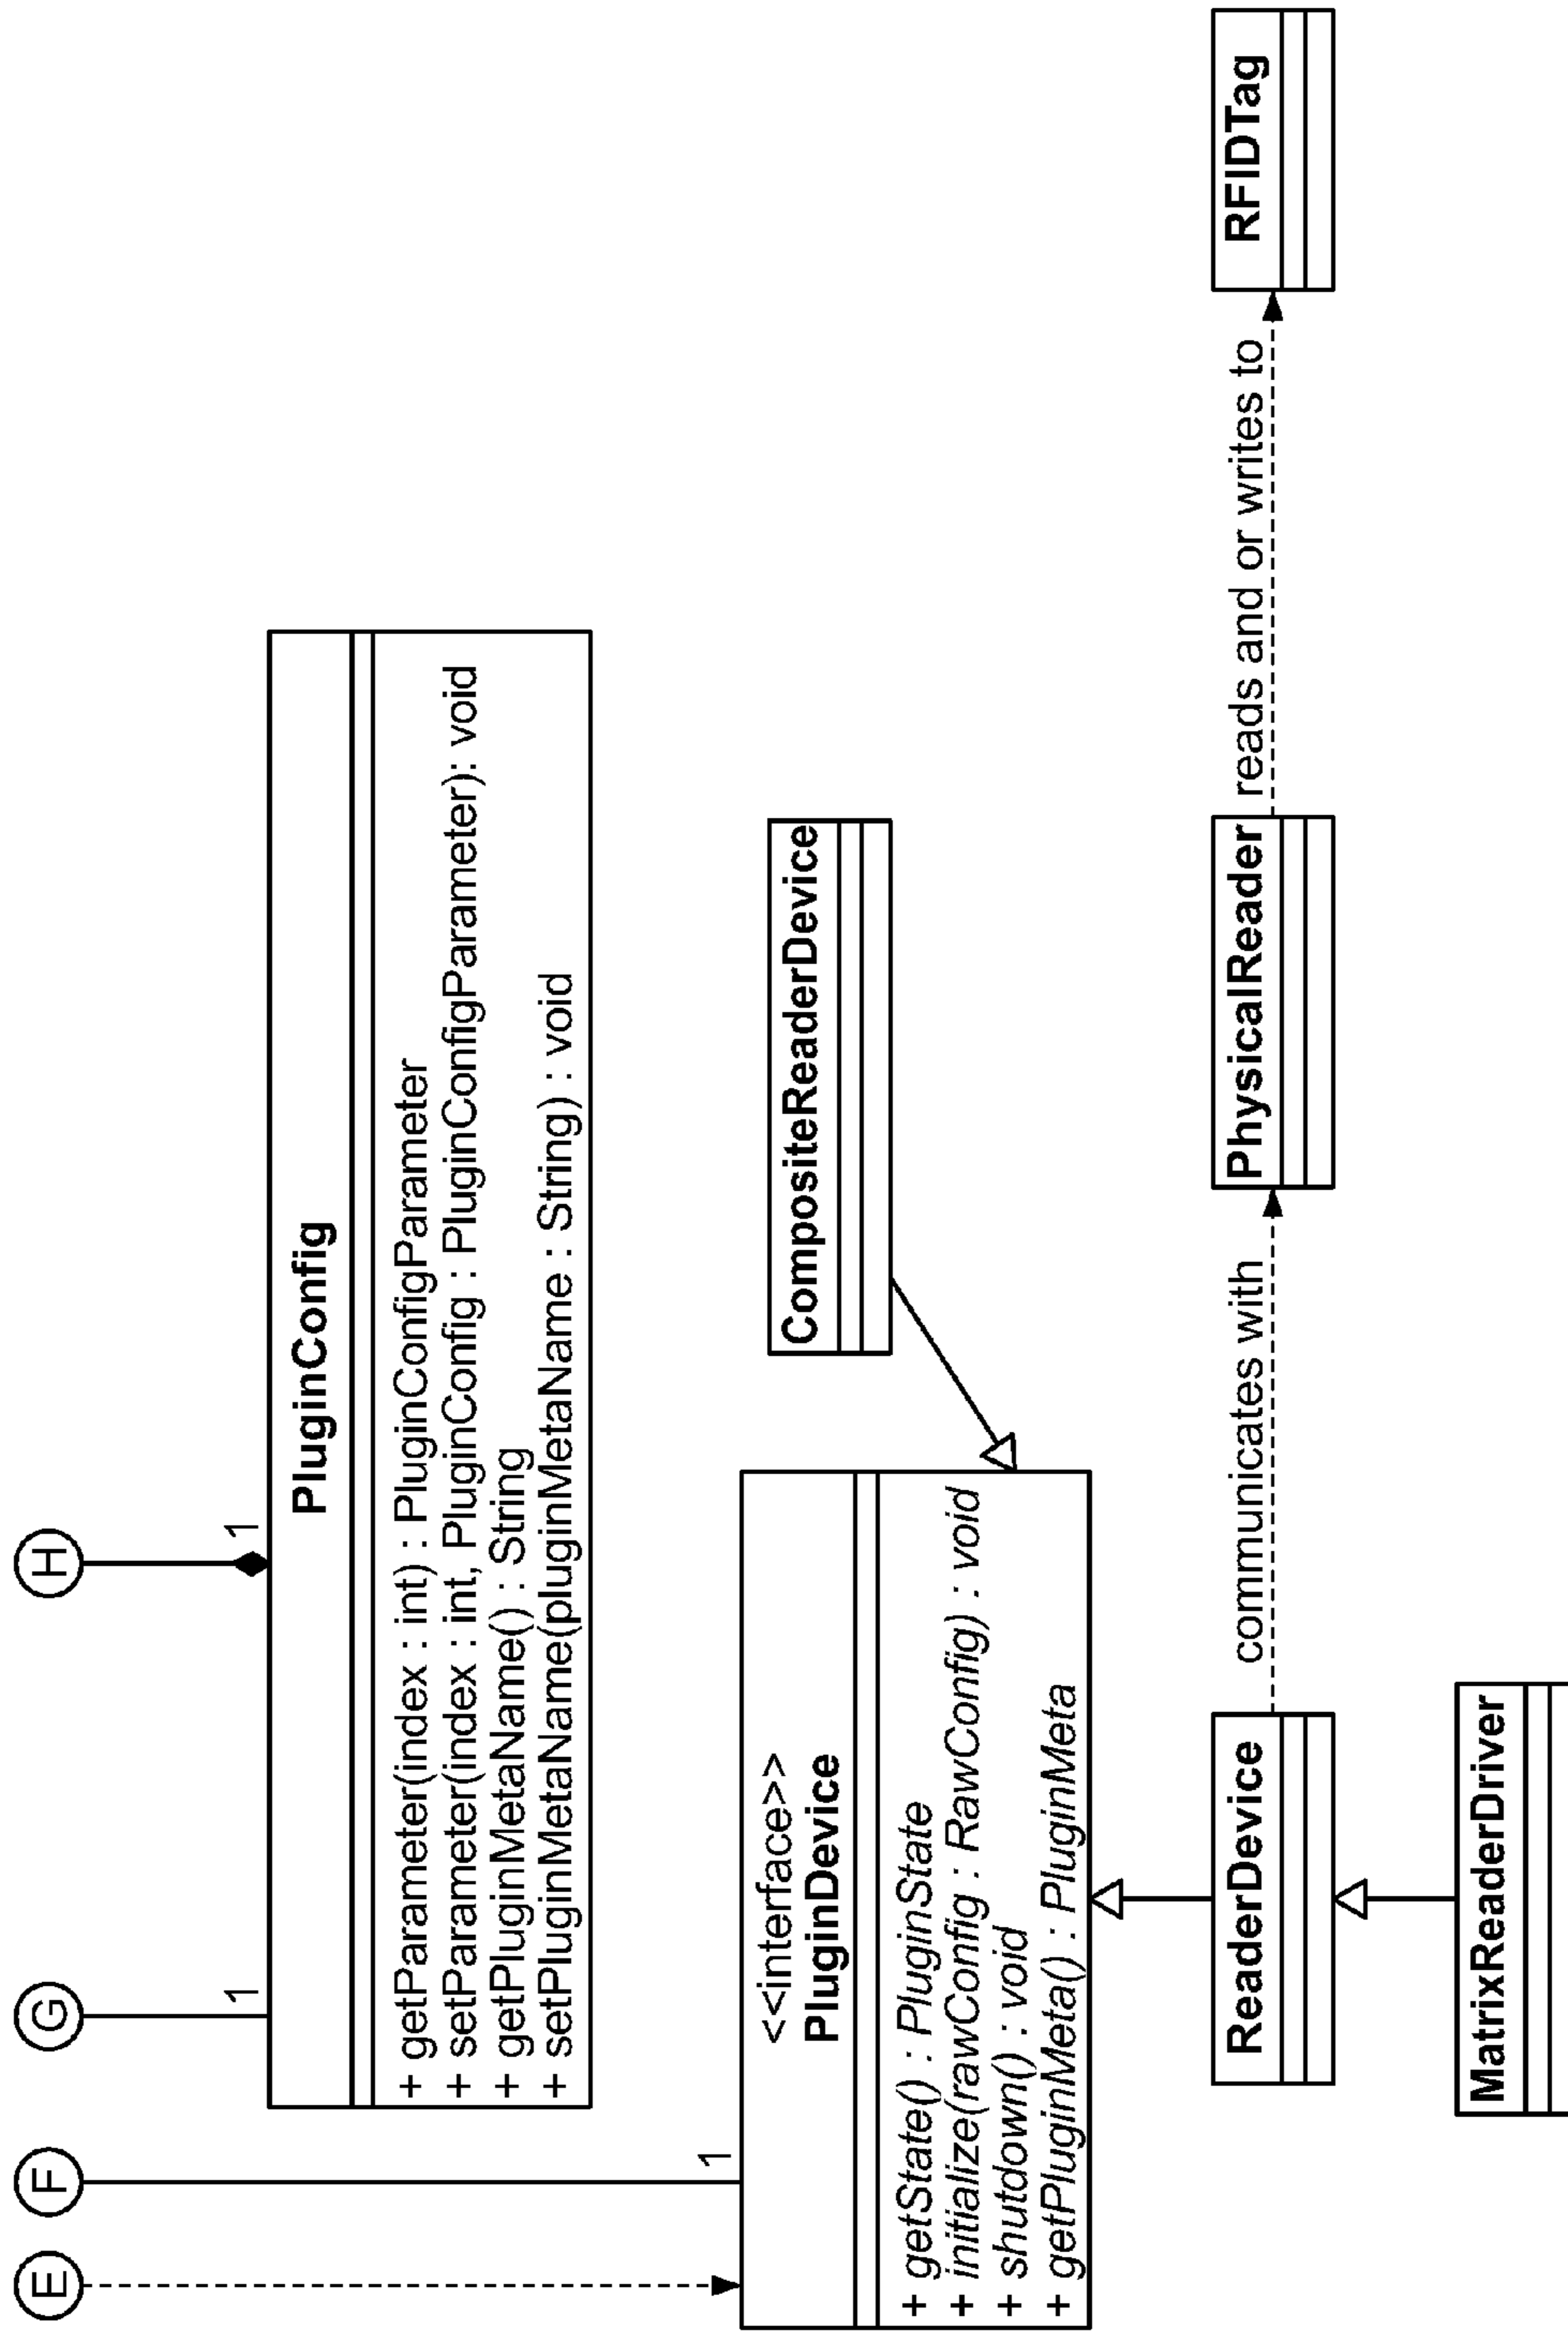 E
F
G
H
1
1
1
PluginConfig
+ getParameter(index : int) : PluginConfigParameter
+ setParameter(index : int, PluginConfig : PluginConfigParameter): void
+ getPluginMetaName() : String
+ setPluginMetaName(pluginMetaName : String) : void
<<interface>>
PluginDevice
+ getState() : PluginState
+ initialize(rawConfig : RawConfig) : void
+ shutdown() : void
+ getPluginMeta() : PluginMeta
CompositeReaderDevice
ReaderDevice
communicates with
PhysicalReader
reads and or writes to
RFIDTag
MatrixReaderDriver